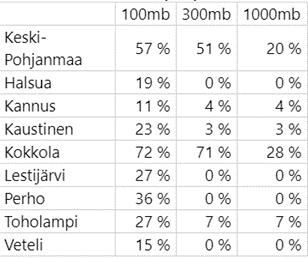 100mb 300mb 1000mb
Keski-
Pohjanmaa 57 % 51 % 20 %
Halsua 19 % 0 % 0 %
Kannus 11 % 4 % 4 %
Kaustinen 23 % 3 % 3 %
Kokkola 72 % 71 % 28 %
Lestijärvi 27 % 0 % 0 %
Perho 36 % 0 % 0 %
Toholampi 27 % 7 % 7 %
Veteli 15 % 0 % 0 %